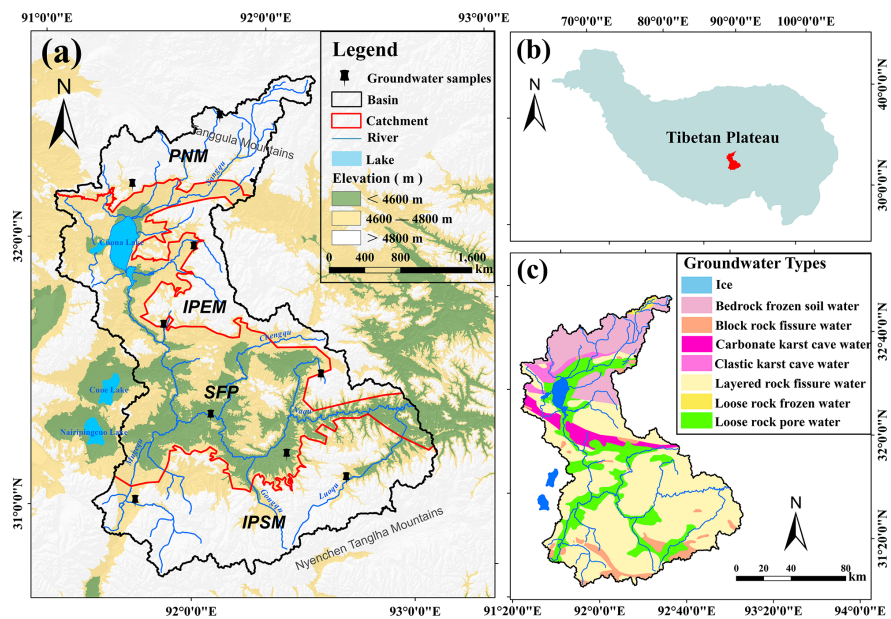 91°0'0"E
92°0'0"E
93°0'0"E
(a)
N
Legend
Groundwater samples
Basin
Catchment
River
Lake
Elevation ( m )
< 4600 m
4600 — 4800 m
> 4800 m
0
400
800
1,600
km
Tanggula Mountains
PNM
32°0'0"N
Cuona Lake
IPEM
Chengqu
SFP
Naqu
Cuoe Lake
Nairipingcuo Lake
Muguqu
Gongqu
Luoqu
31°0'0"N
IPSM
Nyenchen Tanglha Mountains
92°0'0"E
93°0'0"E
70°0'0"E
80°0'0"E
90°0'0"E
100°0'0"E
(b)
N
Tibetan Plateau
40°0'0"N
30°0'0"N
(c)
Groundwater Types
Ice
Bedrock frozen soil water
Block rock fissure water
Carbonate karst cave water
Clastic karst cave water
Layered rock fissure water
Loose rock frozen water
Loose rock pore water
32°40'0"N
32°0'0"N
31°20'0"N
N
0
20
40
80
km
91°20'0"E
92°0'0"E
92°40'0"E
93°20'0"E
94°0'0"E